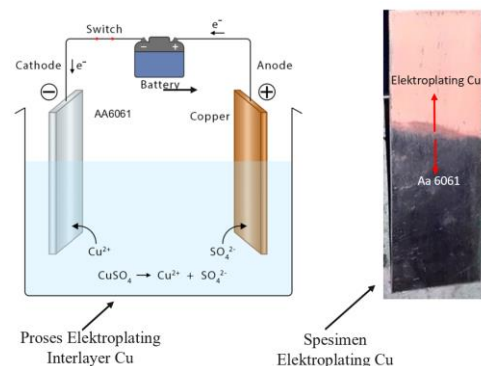 Switch
e⁻
− +
Cathode
e⁻
Anode
Battery
−
+
AA6061
Copper
Cu²⁺
SO₄²⁻
CuSO₄ → Cu²⁺ + SO₄²⁻
Proses Elektroplating
Interlayer Cu
Elektroplating Cu
Aa 6061
Spesimen
Elektroplating Cu